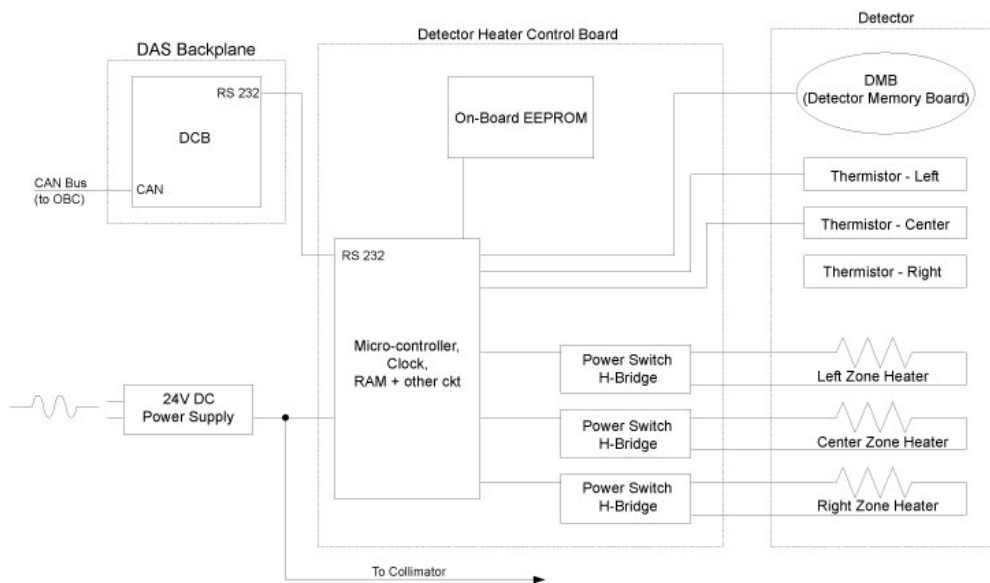 Detector
DAS Backplane
Detector Heater Control Board
RS 232
DCB
CAN
CAN Bus
(to OBC)
On-Board EEPROM
DMB
(Detector Memory Board)
Thermistor - Left
Thermistor - Center
Thermistor - Right
RS 232
Micro-controller,
Clock,
RAM + other ckt
24V DC
Power Supply
Power Switch
H-Bridge
Left Zone Heater
Power Switch
H-Bridge
Center Zone Heater
Power Switch
H-Bridge
Right Zone Heater
To Collimator